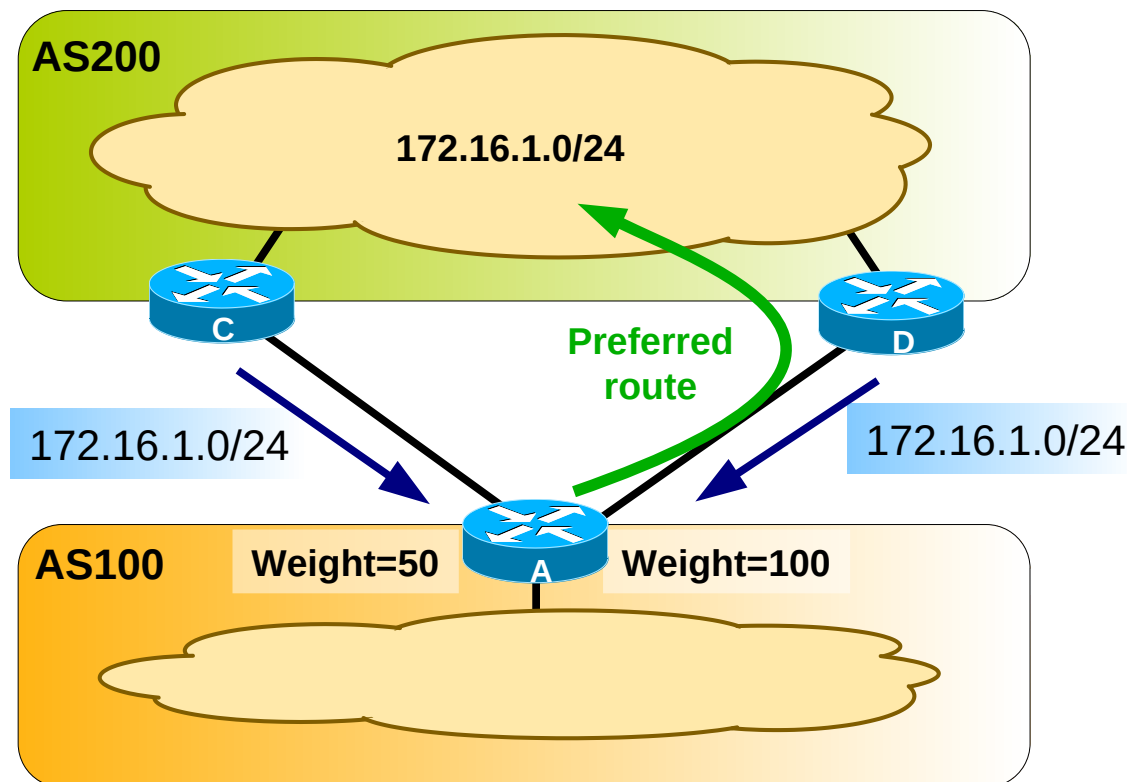 AS200
172.16.1.0/24
C
D
Preferred
route
172.16.1.0/24
172.16.1.0/24
AS100
Weight=50
A
Weight=100